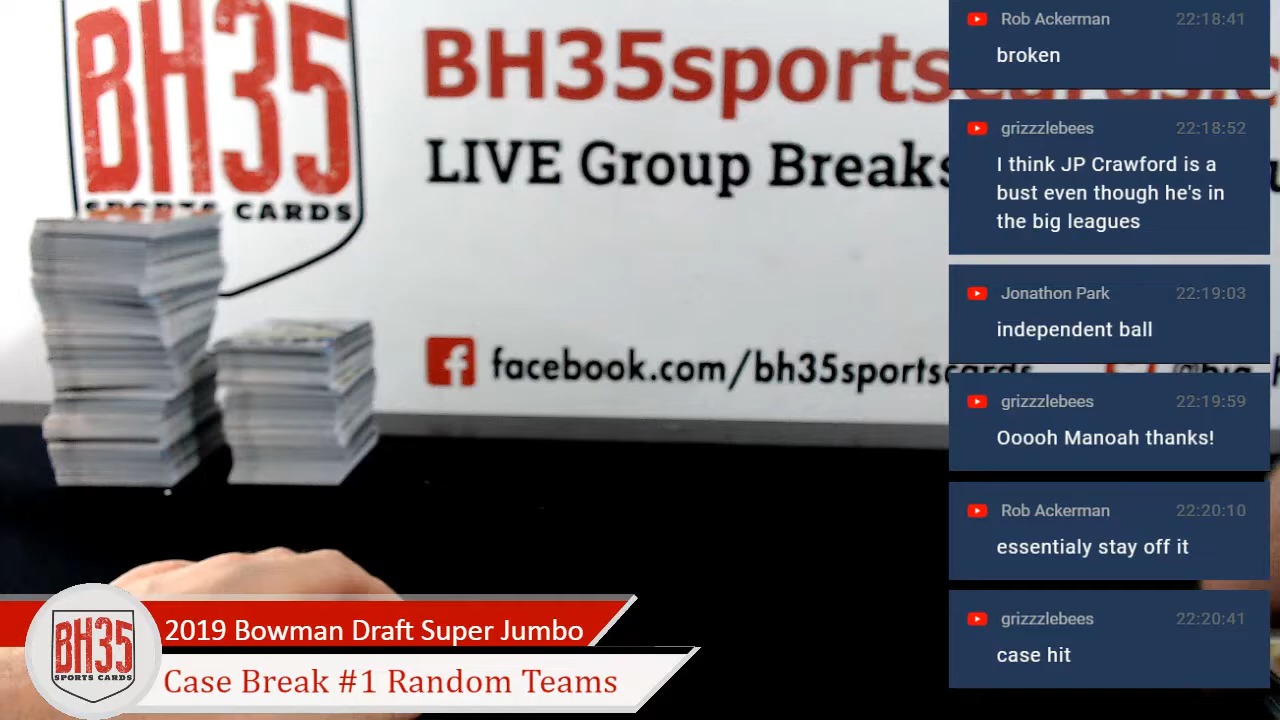 BH35
SPORTS CARDS
BH35sportscards
LIVE Group Breaks
facebook.com/bh35sportscards
Rob Ackerman 22:18:41
broken
grizzzlebees 22:18:52
I think JP Crawford is a
bust even though he's in
the big leagues
Jonathon Park 22:19:03
independent ball
grizzzlebees 22:19:59
Ooooh Manoah thanks!
Rob Ackerman 22:20:10
essentialy stay off it
grizzzlebees 22:20:41
case hit
BH35
SPORTS CARDS
2019 Bowman Draft Super Jumbo
Case Break #1 Random Teams